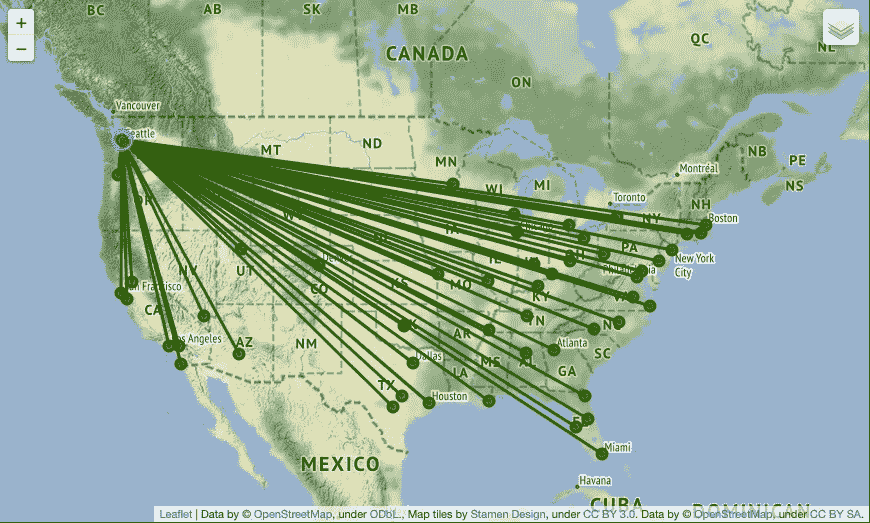 +
−
BC
AB
SK
MB
CANADA
QC
NL
ON
Vancouver
Seattle
MT
ND
MN
WI
MI
NB
PE
NS
Montréal
Toronto
NH
NY
Boston
OR
IA
PA
New York
City
NV
UT
CO
KS
MO
IL
KY
VA
San Francisco
CA
Los Angeles
AZ
NM
AR
TN
NC
SC
Dallas
MS
AL
Atlanta
GA
LA
TX
Houston
Miami
MEXICO
Havana
CUBA
DOMINICAN
Leaflet | Data by © OpenStreetMap, under ODbL., Map tiles by Stamen Design, under CC BY 3.0. Data by © OpenStreetMap, under CC BY SA.